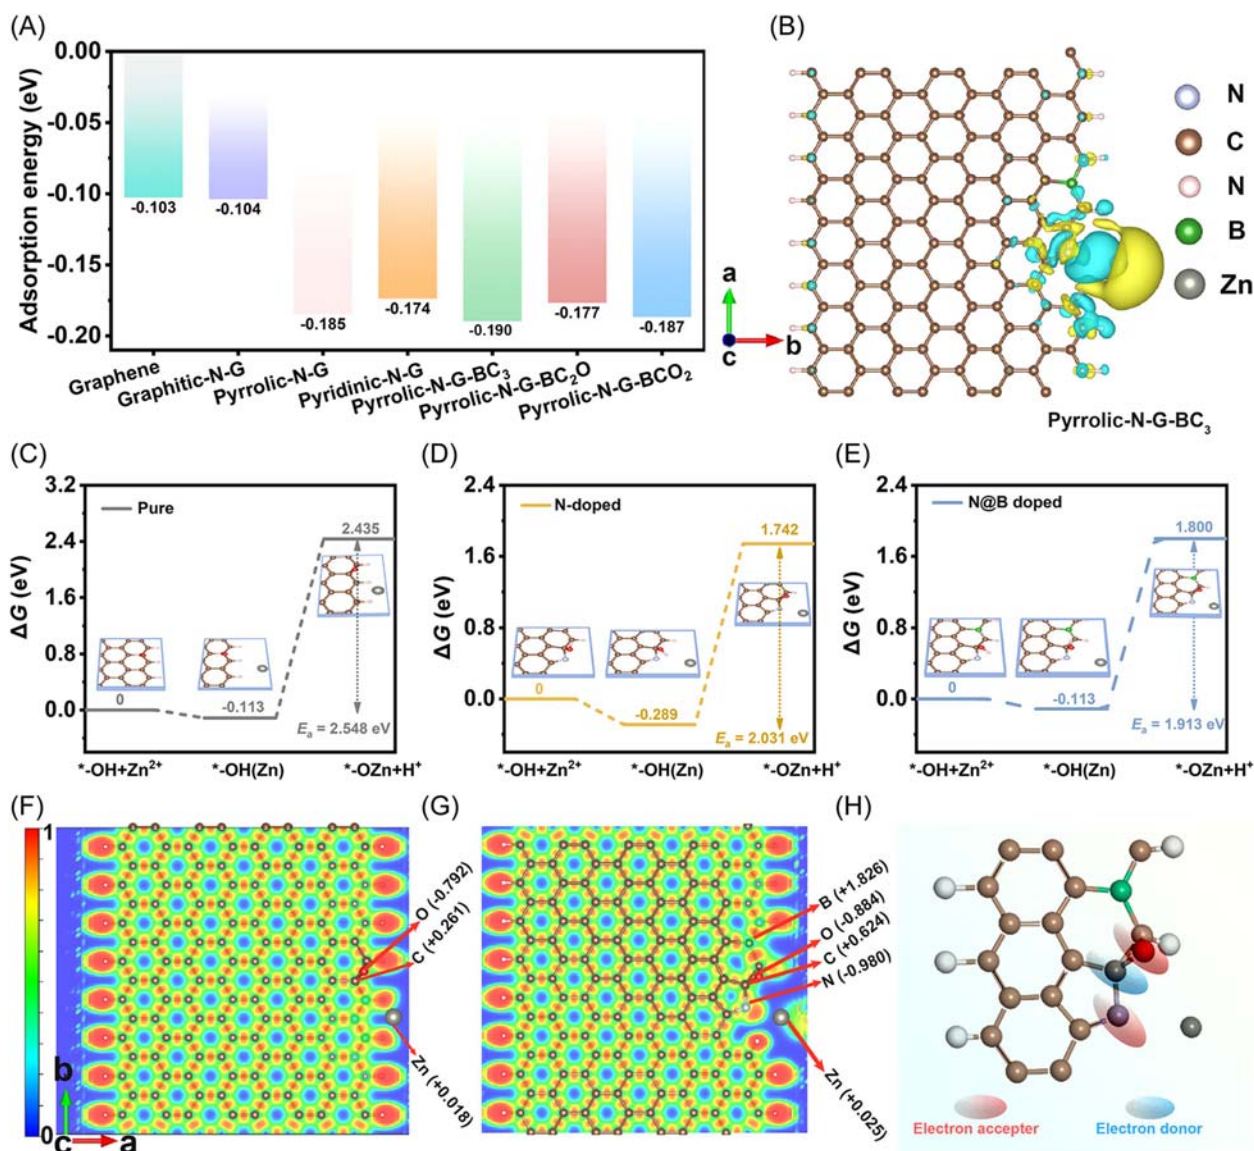 (A)
Adsorption energy (eV)
0.00
-0.05
-0.10
-0.15
-0.20
-0.103
-0.104
-0.185
-0.174
-0.190
-0.177
-0.187
Graphene
Graphitic-N-G
Pyrrolic-N-G
Pyridinic-N-G
Pyrrolic-N-G-BC₃
Pyrrolic-N-G-BC₂O
Pyrrolic-N-G-BCO₂
(B)
a
c
b
N
C
N
B
Zn
Pyrrolic-N-G-BC₃
(C)
ΔG (eV)
3.2
2.4
1.6
0.8
0.0
Pure
2.435
0
-0.113
Eₐ = 2.548 eV
*-OH+Zn²⁺
*-OH(Zn)
*-OZn+H⁺
(D)
ΔG (eV)
2.4
1.6
0.8
0.0
N-doped
1.742
0
-0.289
Eₐ = 2.031 eV
*-OH+Zn²⁺
*-OH(Zn)
*-OZn+H⁺
(E)
ΔG (eV)
2.4
1.6
0.8
0.0
N@B doped
1.800
0
-0.113
Eₐ = 1.913 eV
*-OH+Zn²⁺
*-OH(Zn)
*-OZn+H⁺
(F)
1
0
b
c
a
O (-0.792)
C (+0.261)
Zn (+0.018)
(G)
B (+1.826)
O (-0.884)
C (+0.624)
N (-0.980)
Zn (+0.025)
(H)
Electron accepter
Electron donor